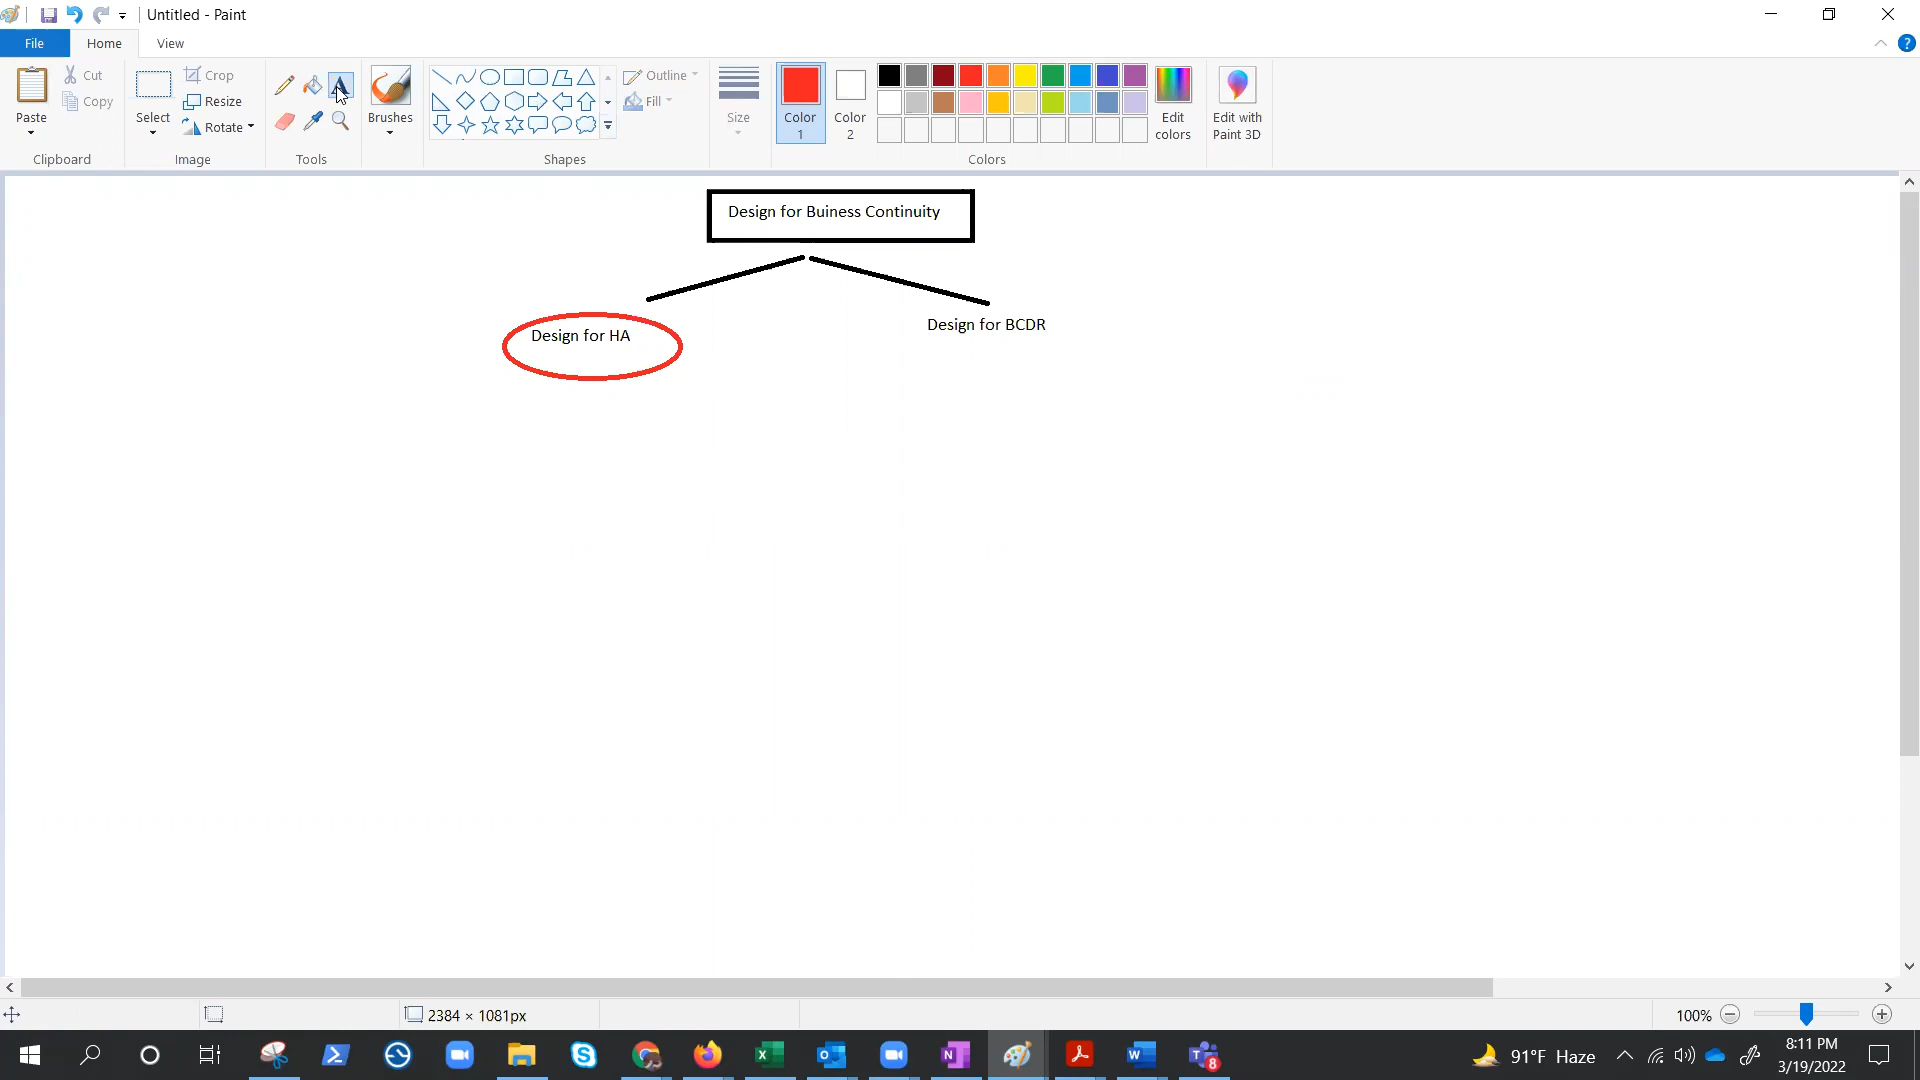 Untitled - Paint
File Home View
Paste
Cut
Copy
Clipboard
Select
Crop
Resize
Rotate
Image
Tools
A
Brushes
Shapes
Outline
Fill
Size
Color 1
Color 2
Colors
Edit colors
Edit with Paint 3D
Design for Buiness Continuity
Design for HA
Design for BCDR
2384 × 1081px
100%
91°F Haze
8:11 PM
3/19/2022
8